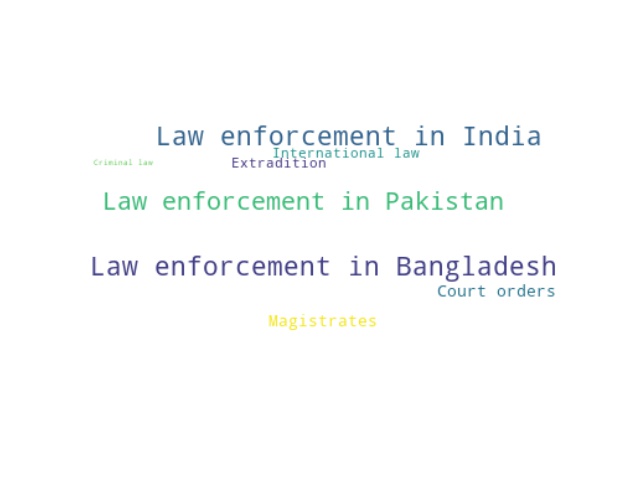 Law enforcement in India
International law
Criminal law
Extradition
Law enforcement in Pakistan
Law enforcement in Bangladesh
Court orders
Magistrates